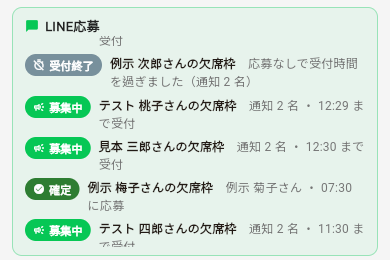 LINE応募
受付
受付終了 例示 次郎さんの欠席枠 応募なしで受付時間
を過ぎました（通知 2 名）
募集中 テスト 桃子さんの欠席枠 通知 2 名 ・ 12:29 ま
で受付
募集中 見本 三郎さんの欠席枠 通知 2 名 ・ 12:30 まで
受付
確定 例示 梅子さんの欠席枠 例示 菊子さん ・ 07:30
に応募
募集中 テスト 四郎さんの欠席枠 通知 2 名 ・ 11:30 ま
で受付